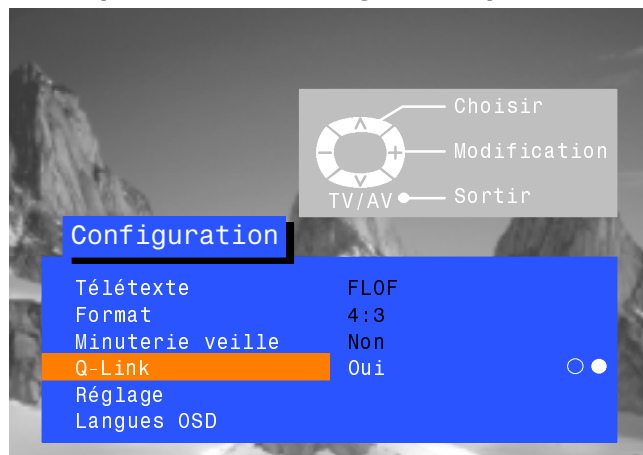 Choisir
Modification
TV/AV Sortir
Configuration
Télétexte FLOF
Format 4:3
Minuterie veille Non
Q-Link Oui
Réglage
Langues OSD